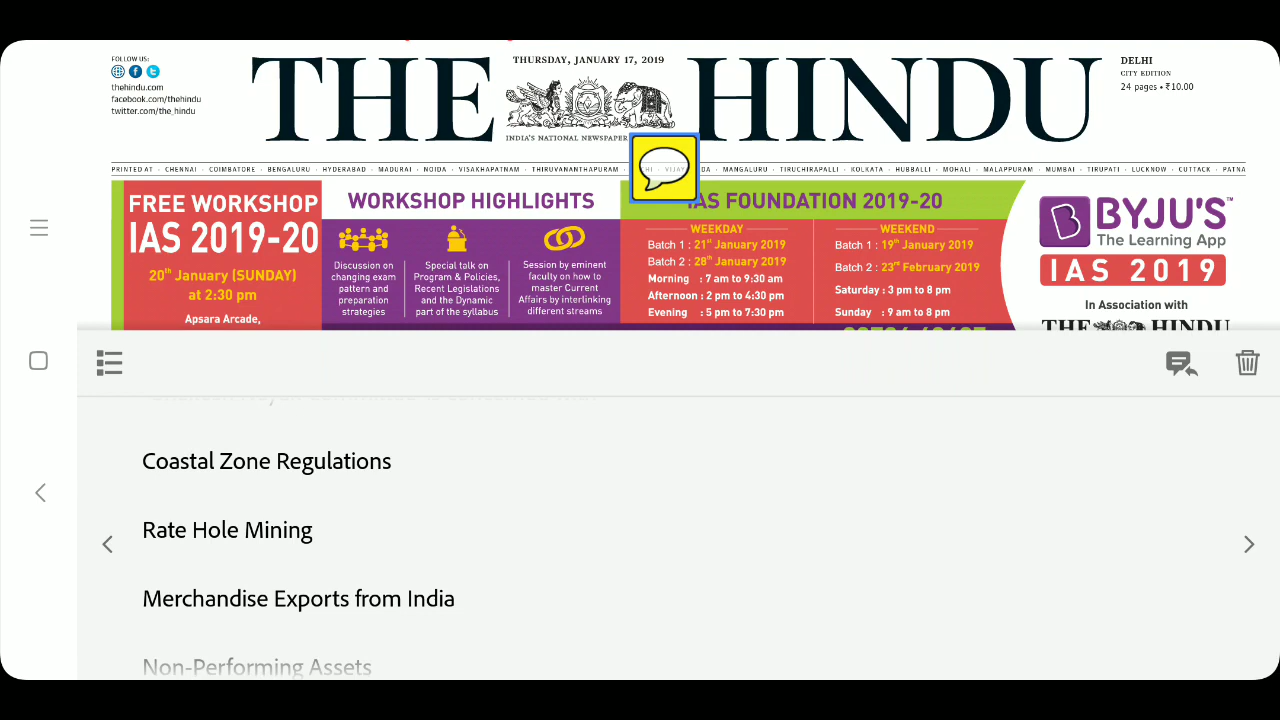 FOLLOW US:
thehindu.com
facebook.com/thehindu
twitter.com/the_hindu
THURSDAY, JANUARY 17, 2019
THE HINDU
INDIA'S NATIONAL NEWSPAPER
DELHI
CITY EDITION
24 pages • ₹10.00
PRINTED AT · CHENNAI · COIMBATORE · BENGALURU · HYDERABAD · MADURAI · NOIDA · VISAKHAPATNAM · THIRUVANANTHAPURAM · · MANGALURU · TIRUCHIRAPALLI · KOLKATA · HUBBALLI · MOHALI · MALAPPURAM · MUMBAI · TIRUPATI · LUCKNOW · CUTTACK · PATNA
FREE WORKSHOP
IAS 2019-20
20th January (SUNDAY)
at 2:30 pm
Apsara Arcade,
WORKSHOP HIGHLIGHTS
Discussion on
changing exam
pattern and
preparation
strategies
Special talk on
Program & Policies,
Recent Legislations
and the Dynamic
part of the syllabus
Session by eminent
faculty on how to
master Current
Affairs by interlinking
different streams
IAS FOUNDATION 2019-20
WEEKDAY
Batch 1 : 21st January 2019
Batch 2 : 28th January 2019
Morning : 7 am to 9:30 am
Afternoon : 2 pm to 4:30 pm
Evening : 5 pm to 7:30 pm
WEEKEND
Batch 1 : 19th January 2019
Batch 2 : 23rd February 2019
Saturday : 3 pm to 8 pm
Sunday : 9 am to 8 pm
BYJU'S™
The Learning App
IAS 2019
In Association with
THE HINDU
Coastal Zone Regulations
Rate Hole Mining
Merchandise Exports from India
Non-Performing Assets